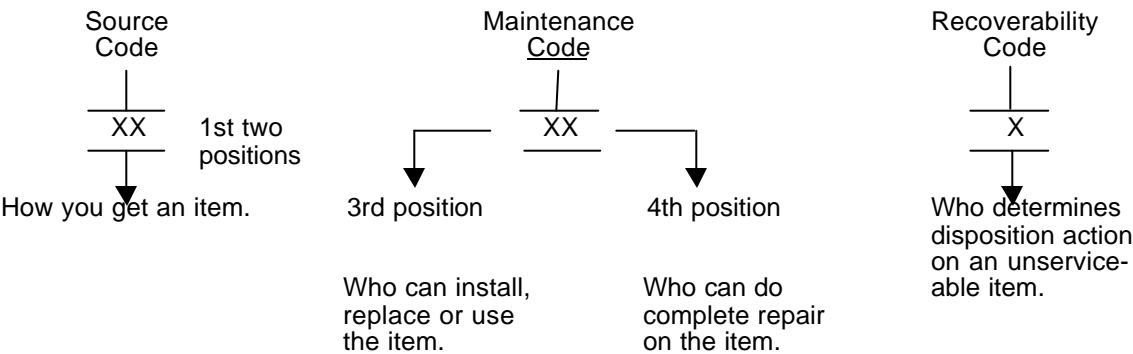 Source
Code
XX
1st two
positions
How you get an item.
Maintenance
Code
XX
3rd position
Who can install,
replace or use
the item.
4th position
Who can do
complete repair
on the item.
Recoverability
Code
X
Who determines
disposition action
on an unservice-
able item.